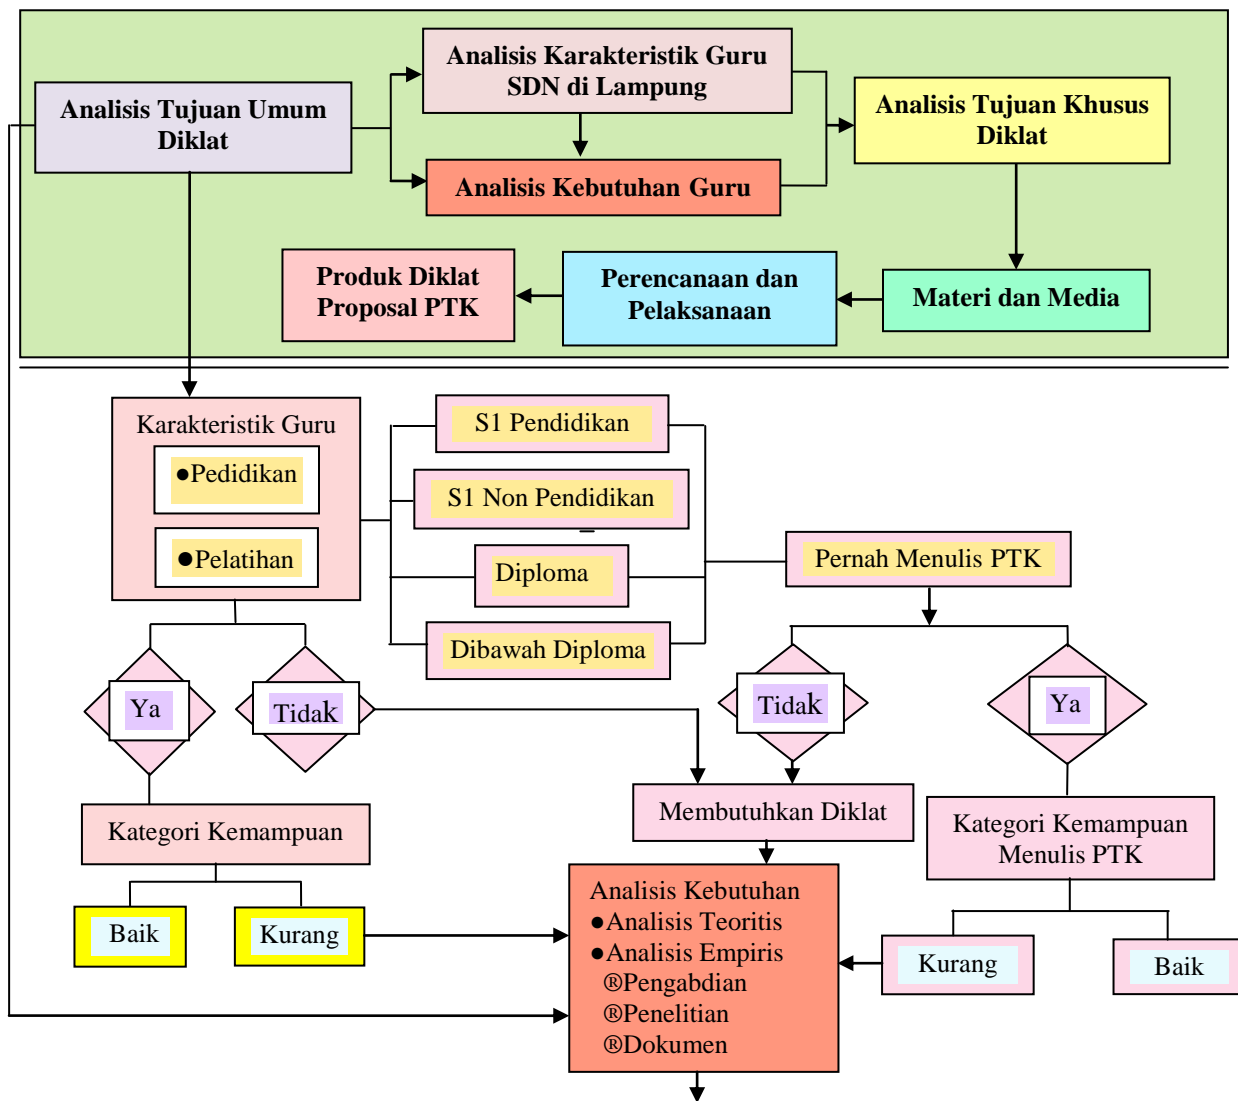 Analisis Karakteristik Guru
SDN di Lampung
Analisis Tujuan Umum
Diklat
Analisis Tujuan Khusus
Diklat
Analisis Kebutuhan Guru
Produk Diklat
Proposal PTK
Perencanaan dan
Pelaksanaan
Materi dan Media
Karakteristik Guru
●Pedidikan
●Pelatihan
S1 Pendidikan
S1 Non Pendidikan
Diploma
Dibawah Diploma
Pernah Menulis PTK
Ya
Tidak
Tidak
Ya
Kategori Kemampuan
Membutuhkan Diklat
Kategori Kemampuan
Menulis PTK
Baik
Kurang
Analisis Kebutuhan
●Analisis Teoritis
●Analisis Empiris
®Pengabdian
®Penelitian
®Dokumen
Kurang
Baik